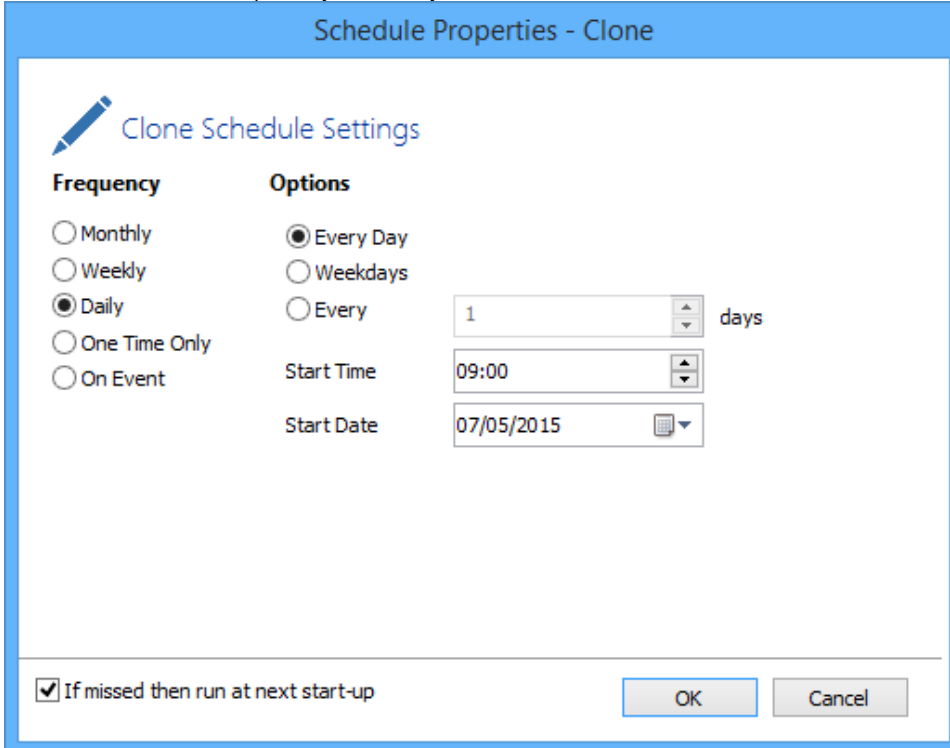 Schedule Properties - Clone
Clone Schedule Settings
Frequency
Options
Monthly
Weekly
Daily
One Time Only
On Event
Every Day
Weekdays
Every 1 days
Start Time 09:00
Start Date 07/05/2015
If missed then run at next start-up
OK
Cancel